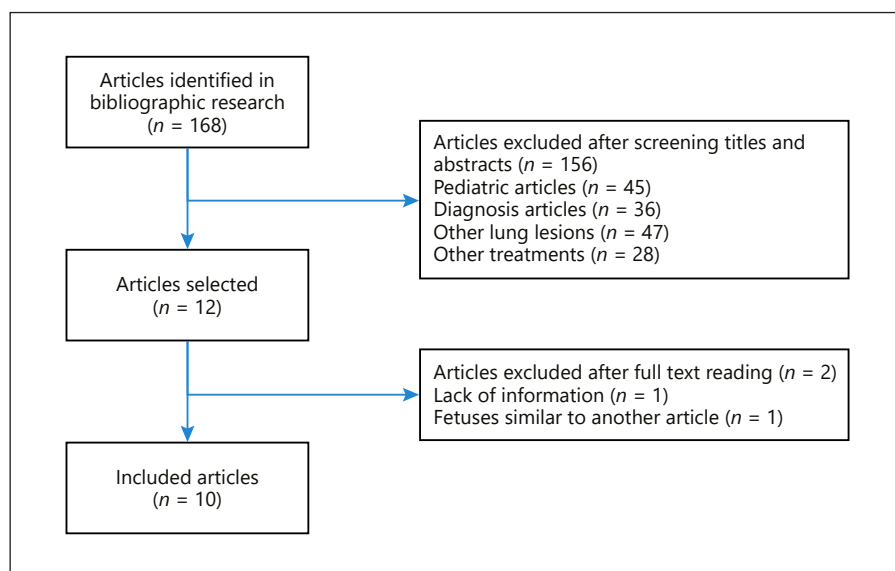 Articles identified in
bibliographic research
(n = 168)
Articles excluded after screening titles and
abstracts (n = 156)
Pediatric articles (n = 45)
Diagnosis articles (n = 36)
Other lung lesions (n = 47)
Other treatments (n = 28)
Articles selected
(n = 12)
Articles excluded after full text reading (n = 2)
Lack of information (n = 1)
Fetuses similar to another article (n = 1)
Included articles
(n = 10)